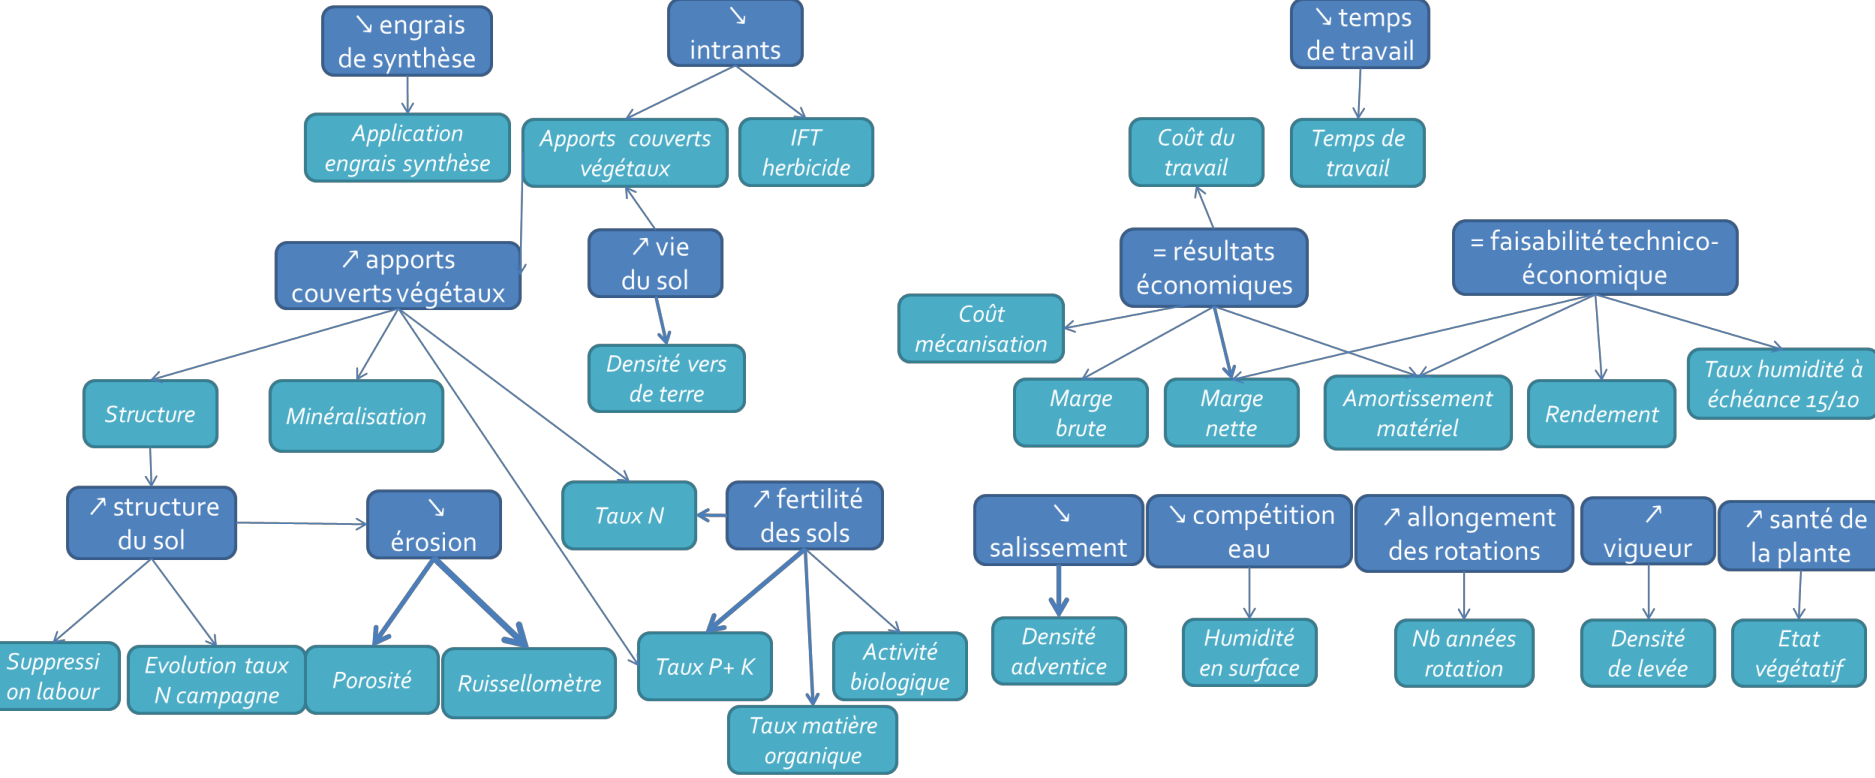 ↘ engrais
de synthèse
↘
intrants
↘ temps
de travail
Application
engrais synthèse
Apports couverts
végétaux
IFT
herbicide
Coût du
travail
Temps de
travail
↗ apports
couverts végétaux
↗ vie
du sol
= résultats
économiques
= faisabilité technico-
économique
Coût
mécanisation
Densité vers
de terre
Structure
Minéralisation
Marge
brute
Marge
nette
Amortissement
matériel
Rendement
Taux humidité à
échéance 15/10
↗ structure
du sol
↘
érosion
Taux N
↗ fertilité
des sols
↘
salissement
↘ compétition
eau
↗ allongement
des rotations
↗
vigueur
↗ santé de
la plante
Suppressi
on labour
Evolution taux
N campagne
Porosité
Ruissellomètre
Taux P+ K
Activité
biologique
Taux matière
organique
Densité
adventice
Humidité
en surface
Nb années
rotation
Densité
de levée
Etat
végétatif